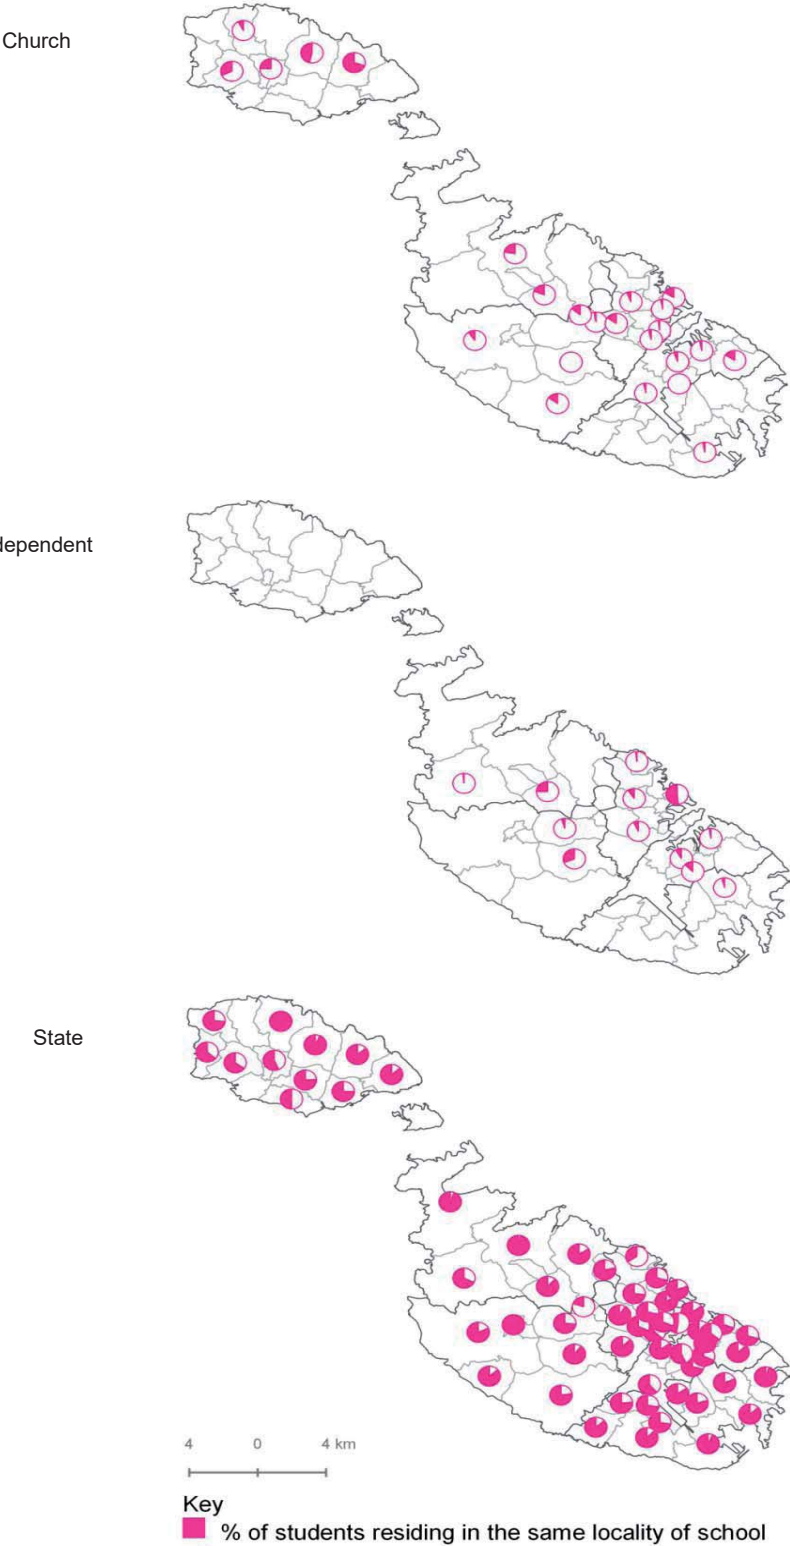 Church
dependent
State
4 0 4 km
Key
% of students residing in the same locality of school